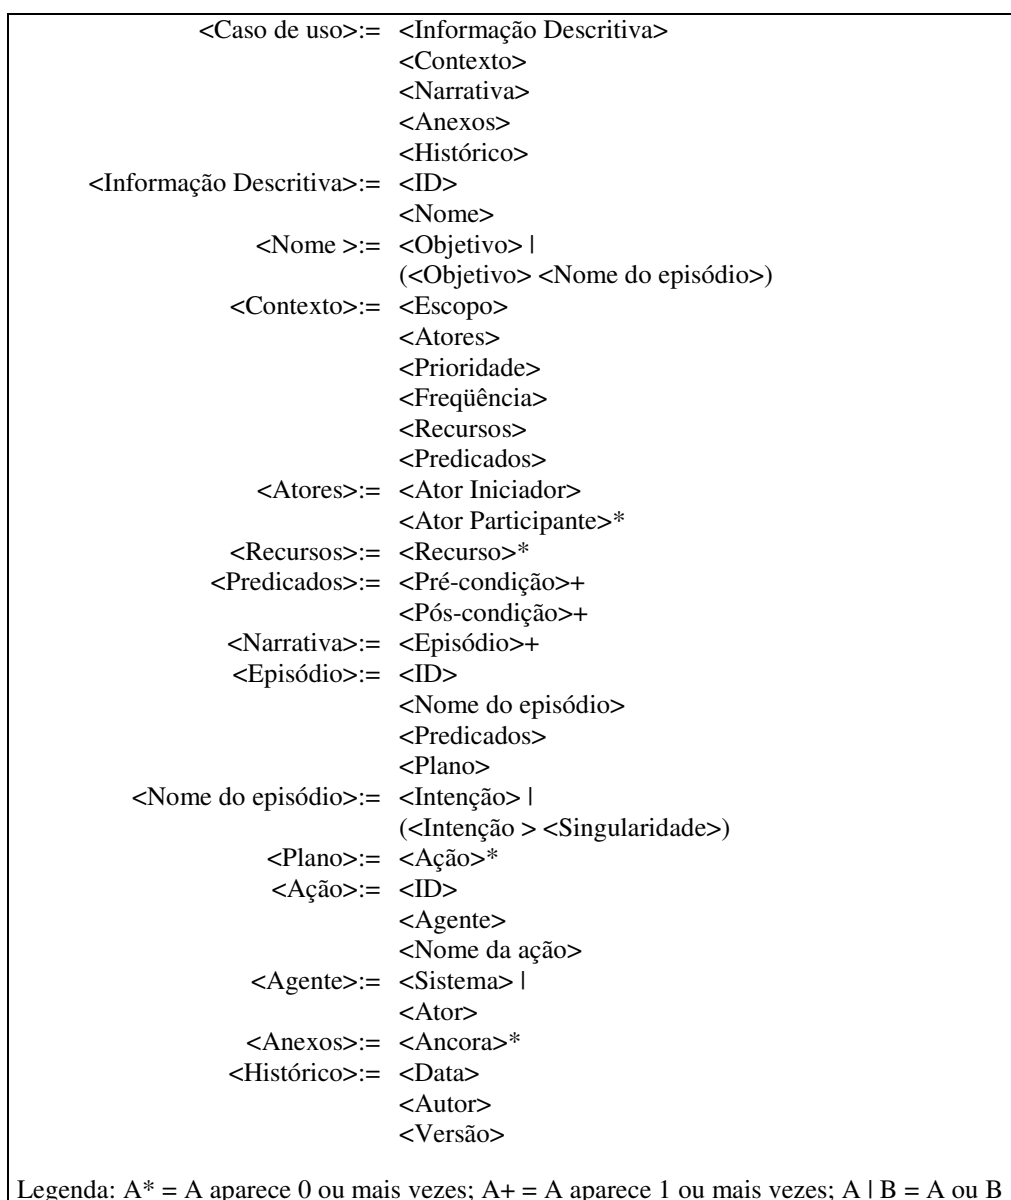 <Caso de uso>:= <Informação Descritiva>
<Contexto>
<Narrativa>
<Anexos>
<Histórico>
<Informação Descritiva>:= <ID>
<Nome>
<Nome >:= <Objetivo> |
(<Objetivo> <Nome do episódio>)
<Contexto>:= <Escopo>
<Atores>
<Prioridade>
<Freqüência>
<Recursos>
<Predicados>
<Atores>:= <Ator Iniciador>
<Ator Participante>*
<Recursos>:= <Recurso>*
<Predicados>:= <Pré-condição>+
<Pós-condição>+
<Narrativa>:= <Episódio>+
<Episódio>:= <ID>
<Nome do episódio>
<Predicados>
<Plano>
<Nome do episódio>:= <Intenção> |
(<Intenção > <Singularidade>)
<Plano>:= <Ação>*
<Ação>:= <ID>
<Agente>
<Nome da ação>
<Agente>:= <Sistema> |
<Ator>
<Anexos>:= <Ancora>*
<Histórico>:= <Data>
<Autor>
<Versão>
Legenda: A* = A aparece 0 ou mais vezes; A+ = A aparece 1 ou mais vezes; A | B = A ou B